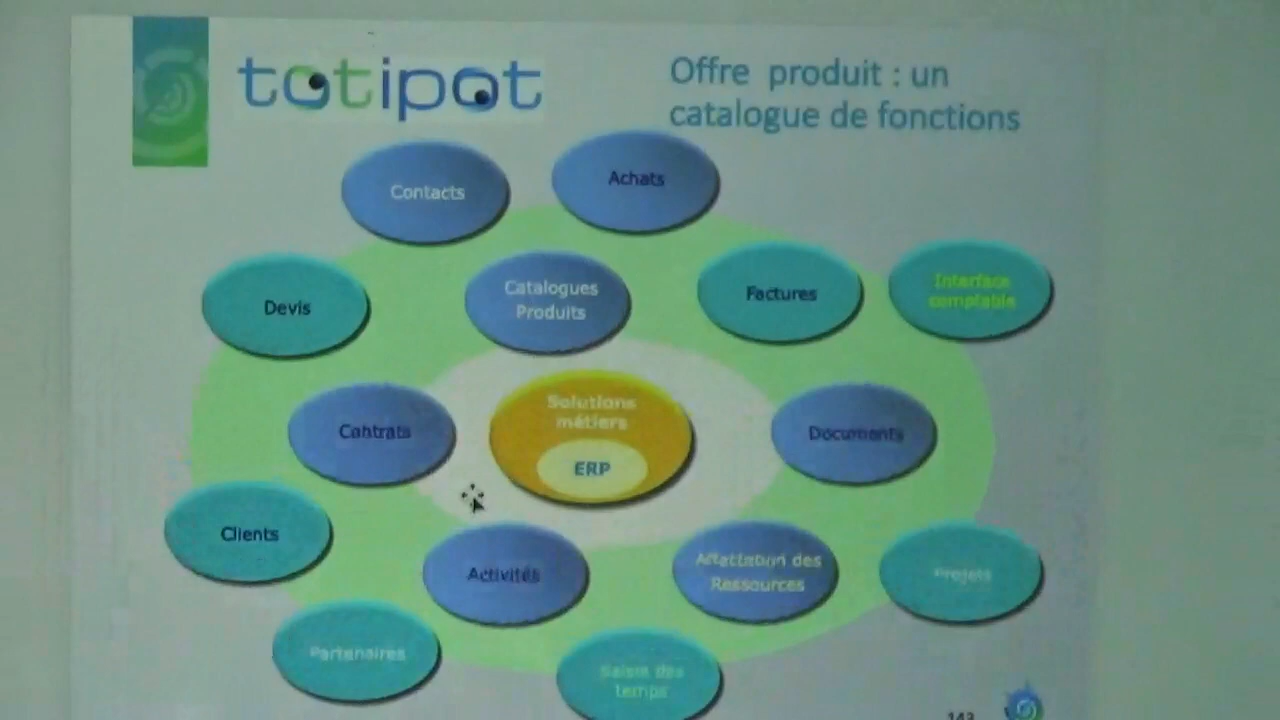 totipot
Offre produit : un
catalogue de fonctions
Contacts
Achats
Devis
Catalogues
Produits
Factures
Interface
comptable
Contrats
Solutions
métiers
ERP
Documents
Clients
Activités
Affectation des
Ressources
Projets
Partenaires
Saisie des
temps
143